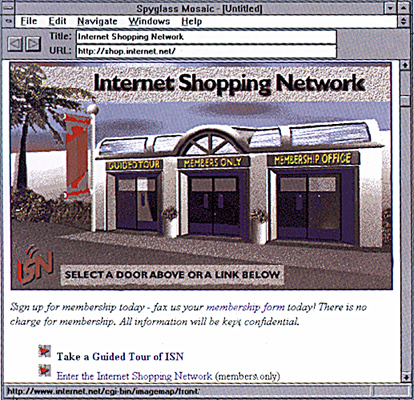 Spyglass Mosaic - [Untitled]
File Edit Navigate Windows Help
Title: Internet Shopping Network
URL: http://shop.internet.net/
Internet Shopping Network
GUIDED TOUR
MEMBERS ONLY
MEMBERSHIP OFFICE
ISN
SELECT A DOOR ABOVE OR A LINK BELOW
Sign up for membership today - fax us your membership form today! There is no
charge for membership. All information will be kept confidential.
Take a Guided Tour of ISN
Enter the Internet Shopping Network (members only)
http://www.internet.net/cgi-bin/imagemap/front?